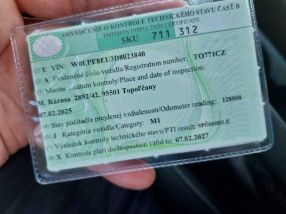 OSVEDČENIE O KONTROLE TECHNICKÉHO STAVU ČASŤ B
INSPECTION CERTIFICATE
SKU 711 312
E VIN: W0LPE8EU3D8023840
A Evidenčné číslo vozidla/Registration number: TO771CZ
Miesto a dátum kontroly/Place and date of inspection:
M. Rázusa 2892/42, 95501 Topoľčany
07.02.2025
Stav počítadla prejdenej vzdialenosti/Odometer reading: 128008
J Kategória vozidla/Category: M1
Výsledok kontroly technického stavu/PTI result: SPÔSOBILÉ
X Kontrola platí do/Inspection valid to: 07.02.2027